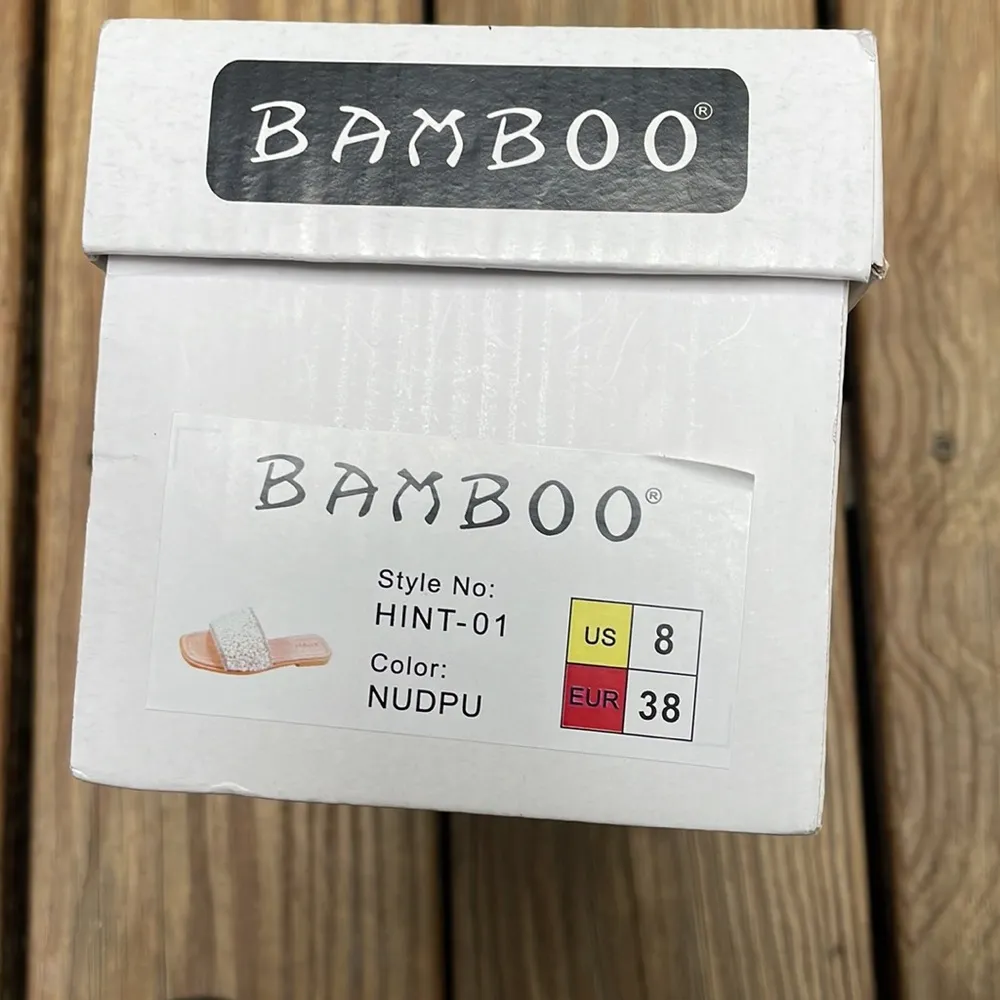 BAMBOO®
BAMBOO®
Style No:
HINT-01
Color:
NUDPU
US 8
EUR 38